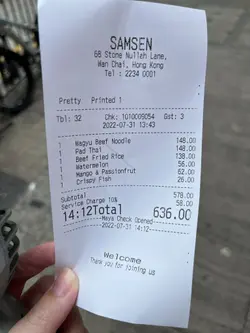 SAMSEN
68 Stone Nullah Lane,
Wan Chai, Hong Kong
Tel : 2234 0001
Pretty Printed 1
Tbl: 32 Chk: 1010009054 Gst: 3
2022-07-31 13:43
1 Wagyu Beef Noodle 148.00
1 Pad Thai 148.00
1 Beef Fried Rice 138.00
1 Watermelon 56.00
1 Mango & Passionfrut 62.00
1 Crispy Fish 26.00
Subtotal 578.00
Service Charge 10% 58.00
14:12Total 636.00
Maya Check Opened
2022-07-31 14:12
Welcome
Thank you for joining us